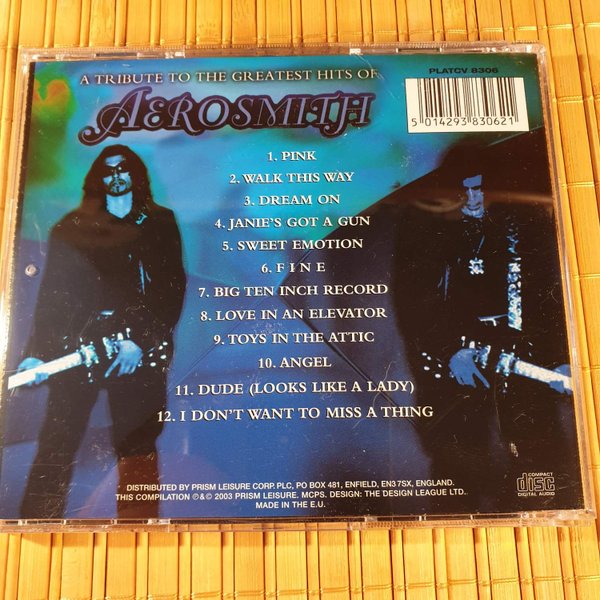 A TRIBUTE TO THE GREATEST HITS OF
AEROSMITH
PLATCV 8306
5 014293 830621
1. PINK
2. WALK THIS WAY
3. DREAM ON
4. JANIE'S GOT A GUN
5. SWEET EMOTION
6. F I N E
7. BIG TEN INCH RECORD
8. LOVE IN AN ELEVATOR
9. TOYS IN THE ATTIC
10. ANGEL
11. DUDE (LOOKS LIKE A LADY)
12. I DON'T WANT TO MISS A THING
DISTRIBUTED BY PRISM LEISURE CORP. PLC, PO BOX 481, ENFIELD, EN3 7SX, ENGLAND.
THIS COMPILATION ℗&© 2003 PRISM LEISURE. MCPS. DESIGN: THE DESIGN LEAGUE LTD.
MADE IN THE E.U.
COMPACT
disc
DIGITAL AUDIO